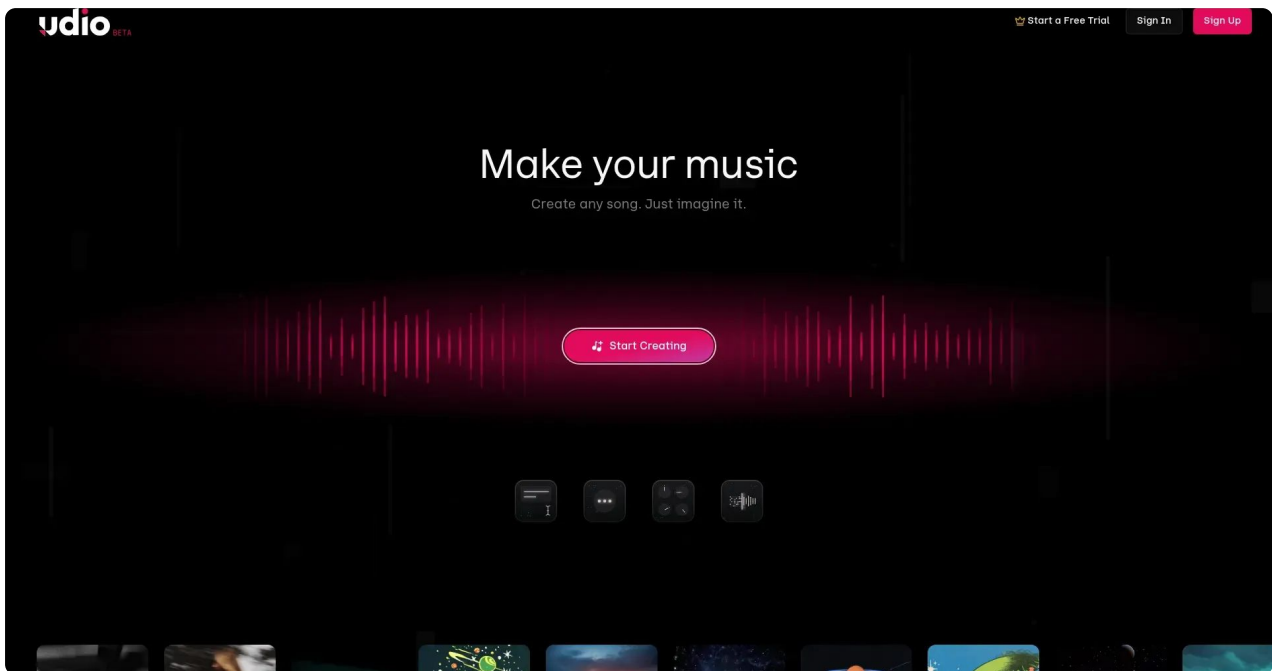 udio BETA
Start a Free Trial
Sign In
Sign Up
Make your music
Create any song. Just imagine it.
Start Creating